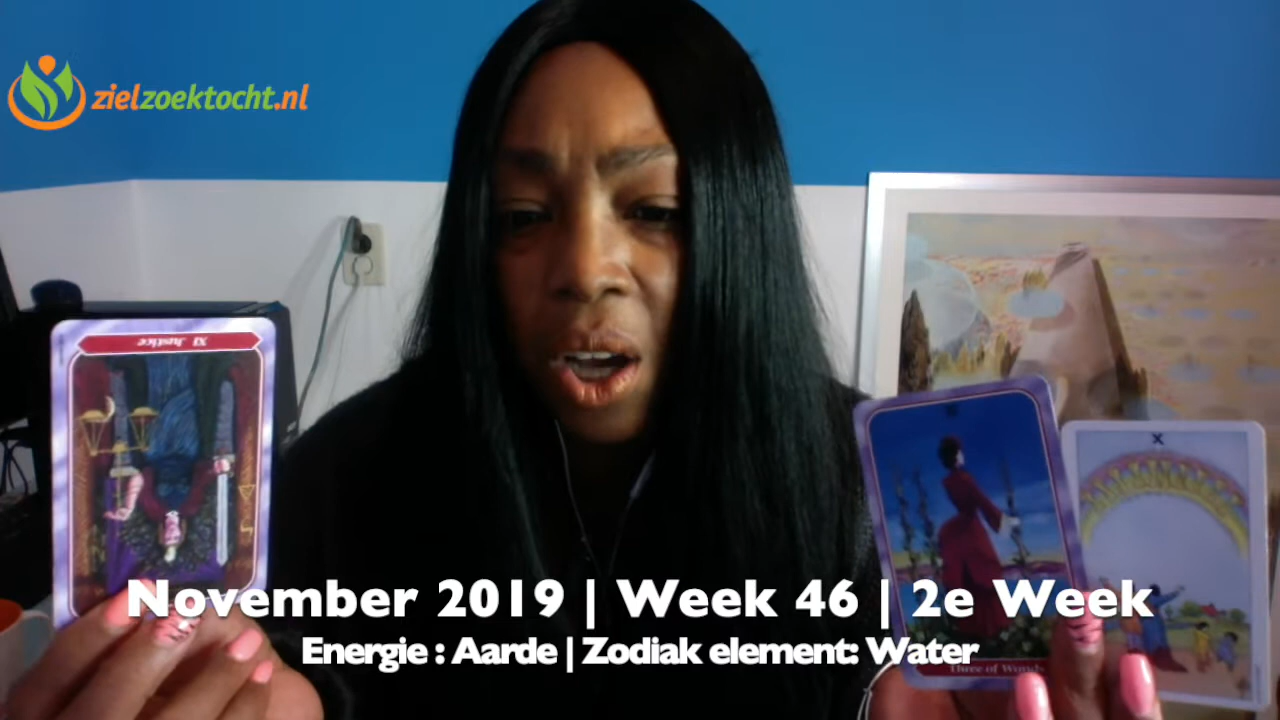 zielzoektocht.nl
XI Justice
X
Three of Wands
November 2019 | Week 46 | 2e Week
Energie : Aarde | Zodiak element: Water